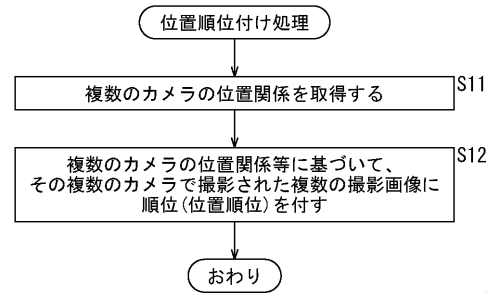 位置順位付け処理
S11
複数のカメラの位置関係を取得する
S12
複数のカメラの位置関係等に基づいて、
その複数のカメラで撮影された複数の撮影画像に
順位(位置順位)を付す
おわり